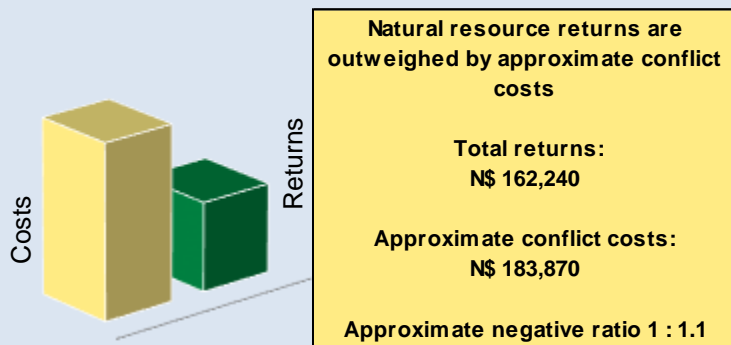 Costs
Returns
Natural resource returns are
outweighed by approximate conflict
costs
Total returns:
N$ 162,240
Approximate conflict costs:
N$ 183,870
Approximate negative ratio 1 : 1.1